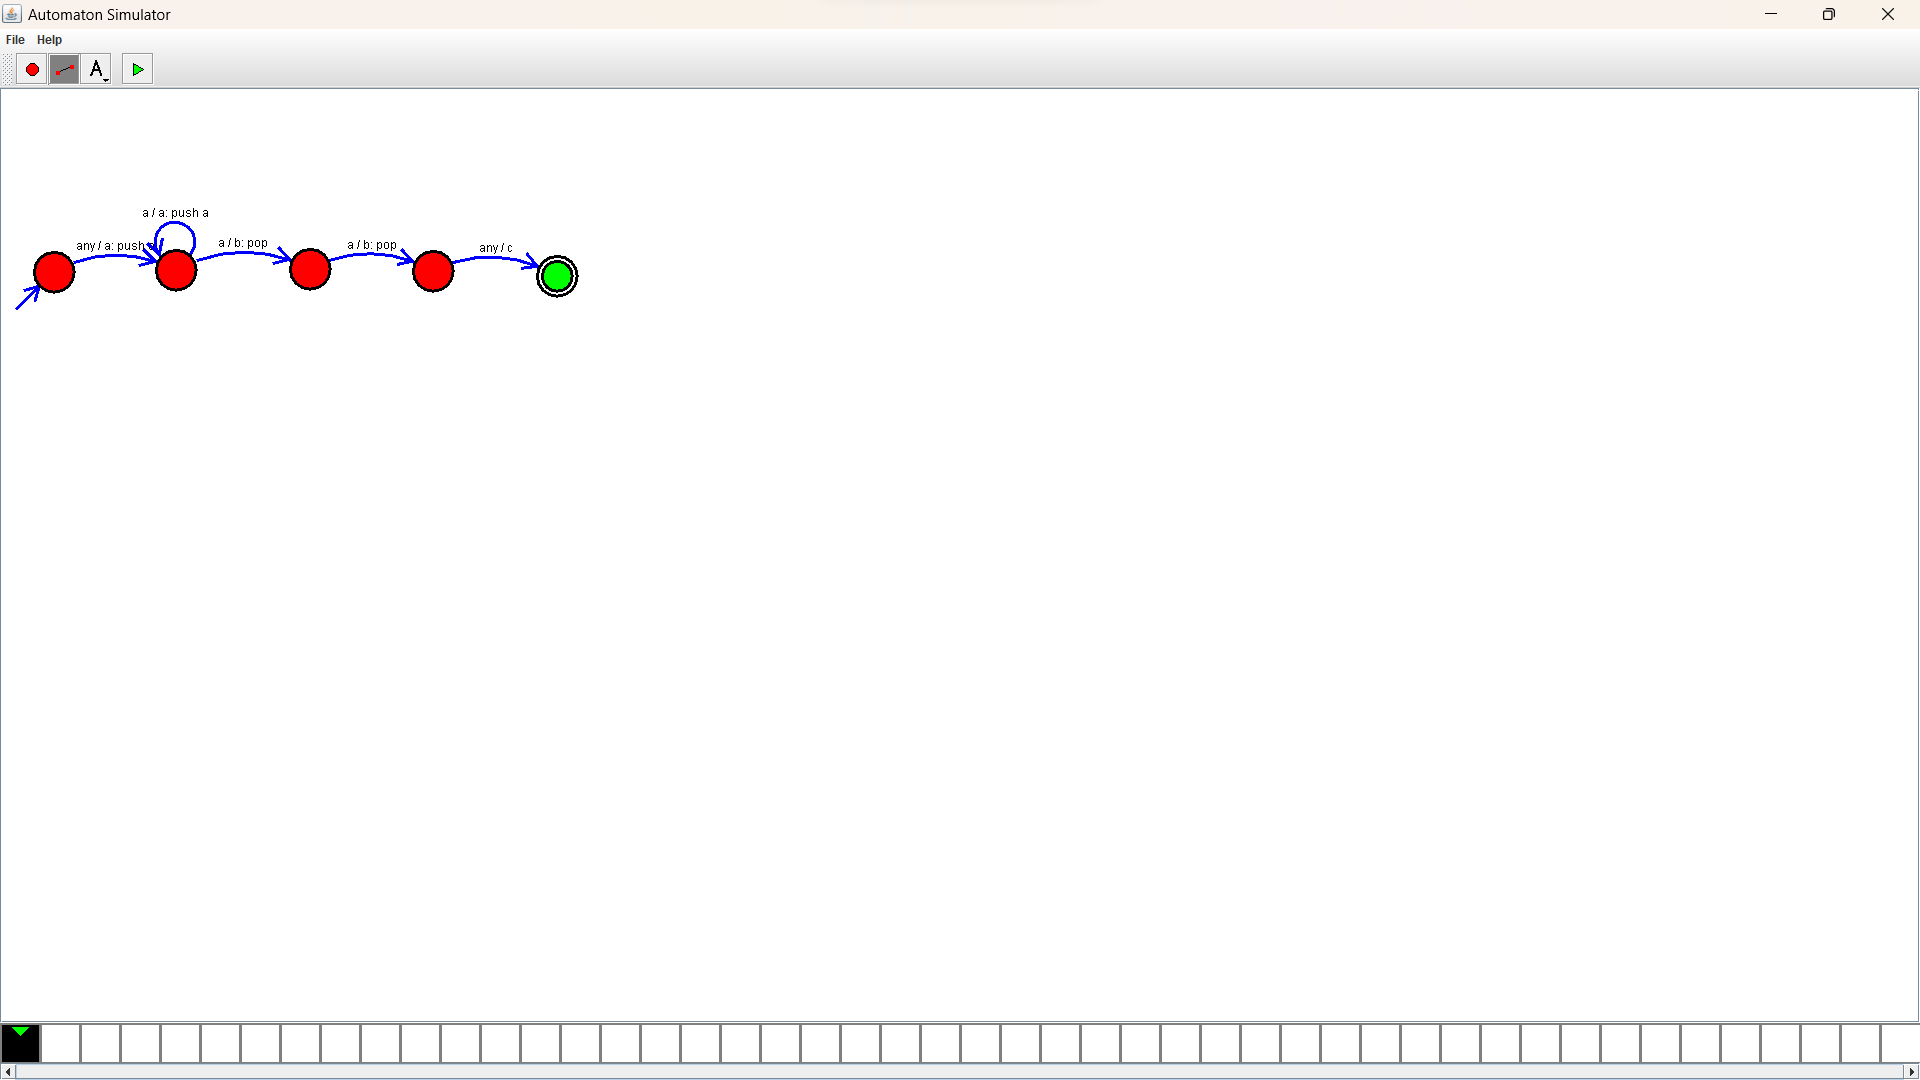 Automaton Simulator
File Help
A
a / a: push a
any / a: push
a / b: pop
a / b: pop
any / c